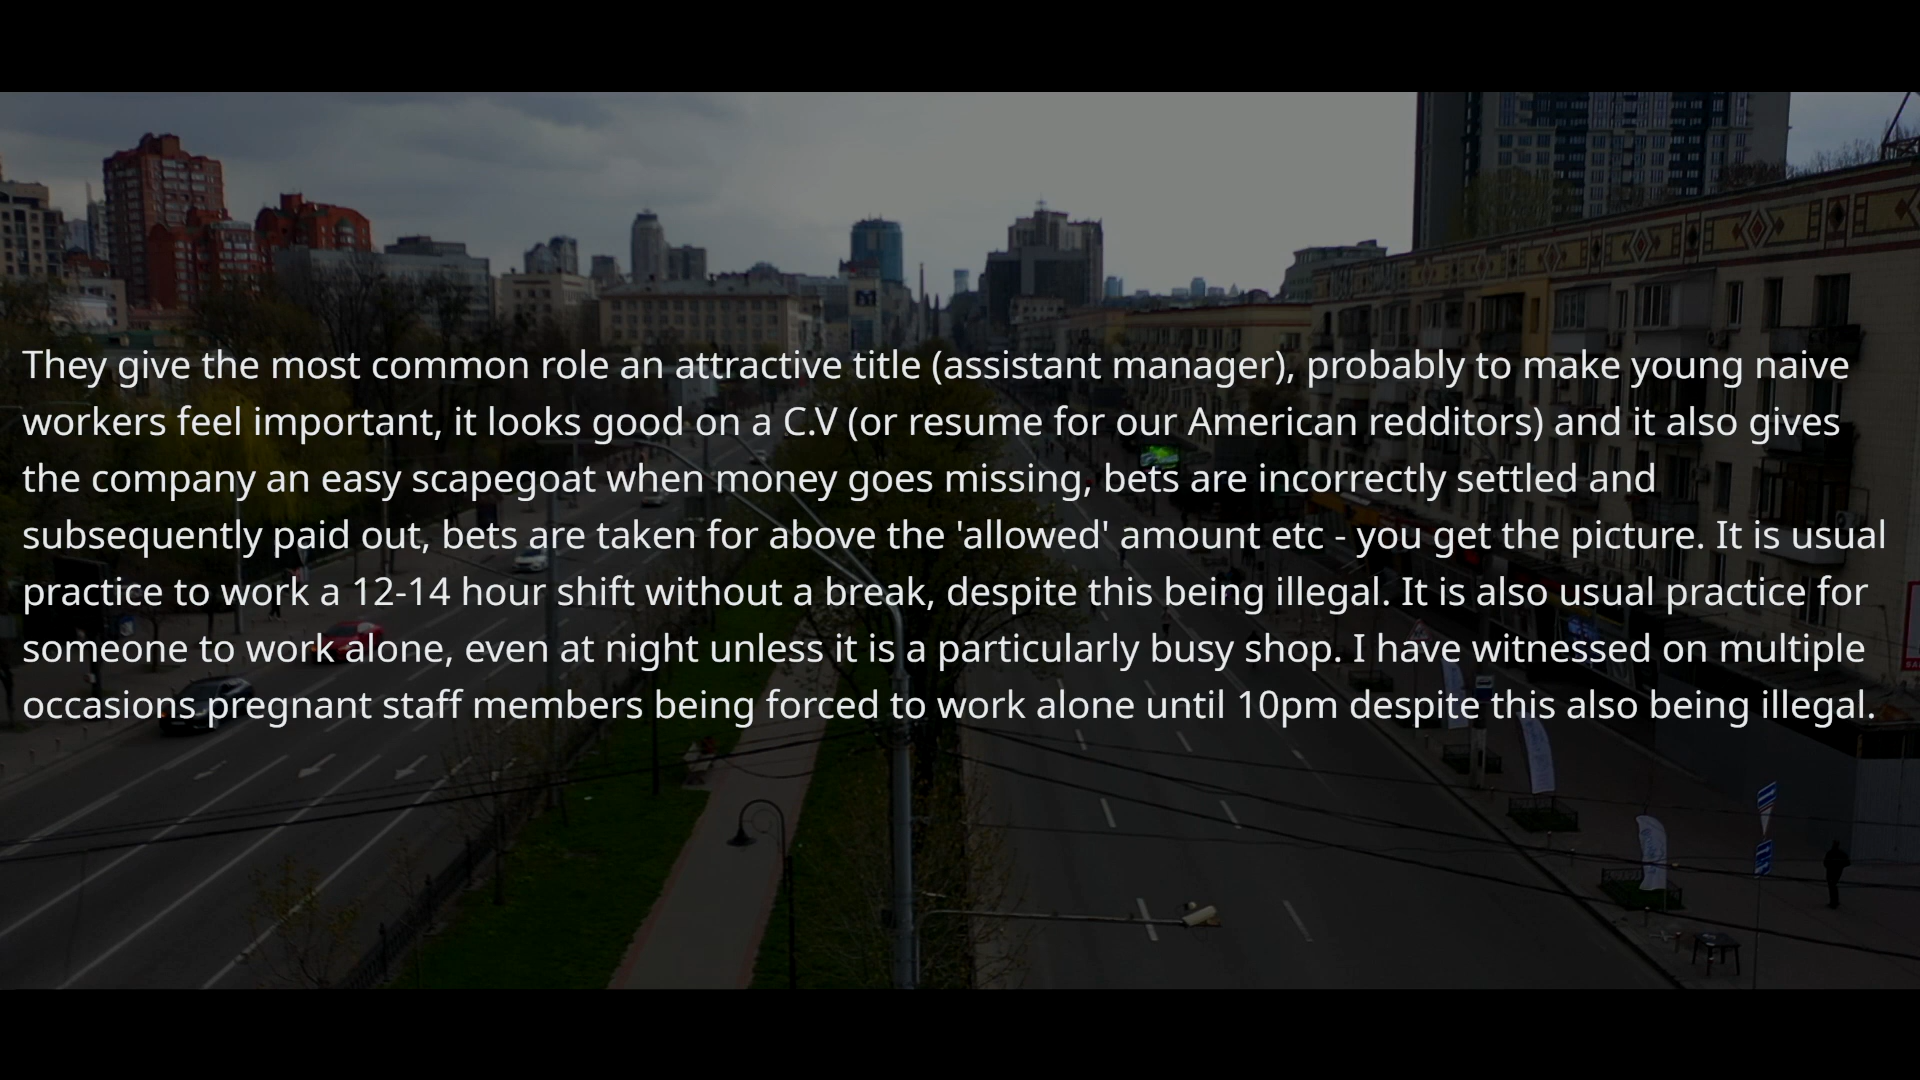 They give the most common role an attractive title (assistant manager), probably to make young naive
workers feel important, it looks good on a C.V (or resume for our American redditors) and it also gives
the company an easy scapegoat when money goes missing, bets are incorrectly settled and
subsequently paid out, bets are taken for above the 'allowed' amount etc - you get the picture. It is usual
practice to work a 12-14 hour shift without a break, despite this being illegal. It is also usual practice for
someone to work alone, even at night unless it is a particularly busy shop. I have witnessed on multiple
occasions pregnant staff members being forced to work alone until 10pm despite this also being illegal.